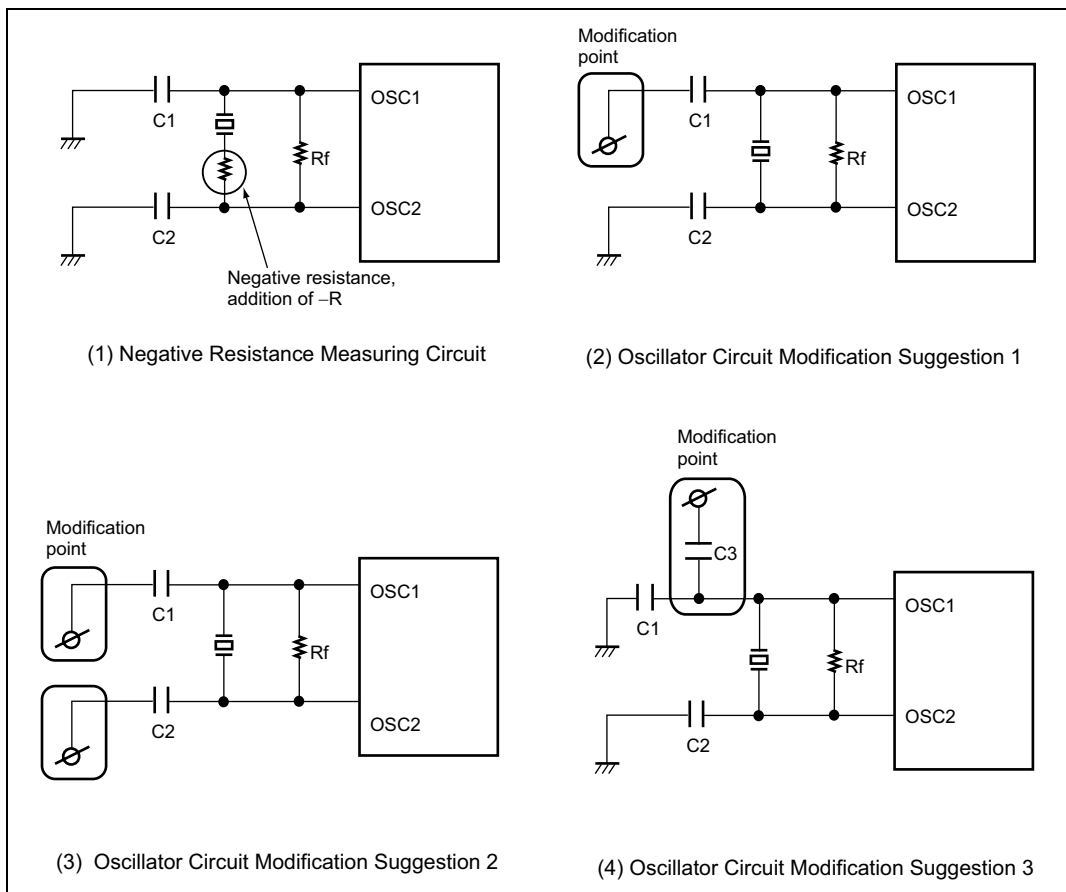 C1
OSC1
Rf
OSC2
C2
Negative resistance,
addition of –R
(1) Negative Resistance Measuring Circuit
Modification
point
C1
OSC1
Rf
OSC2
C2
(2) Oscillator Circuit Modification Suggestion 1
Modification
point
C1
OSC1
Rf
OSC2
C2
(3) Oscillator Circuit Modification Suggestion 2
Modification
point
C3
C1
OSC1
Rf
OSC2
C2
(4) Oscillator Circuit Modification Suggestion 3